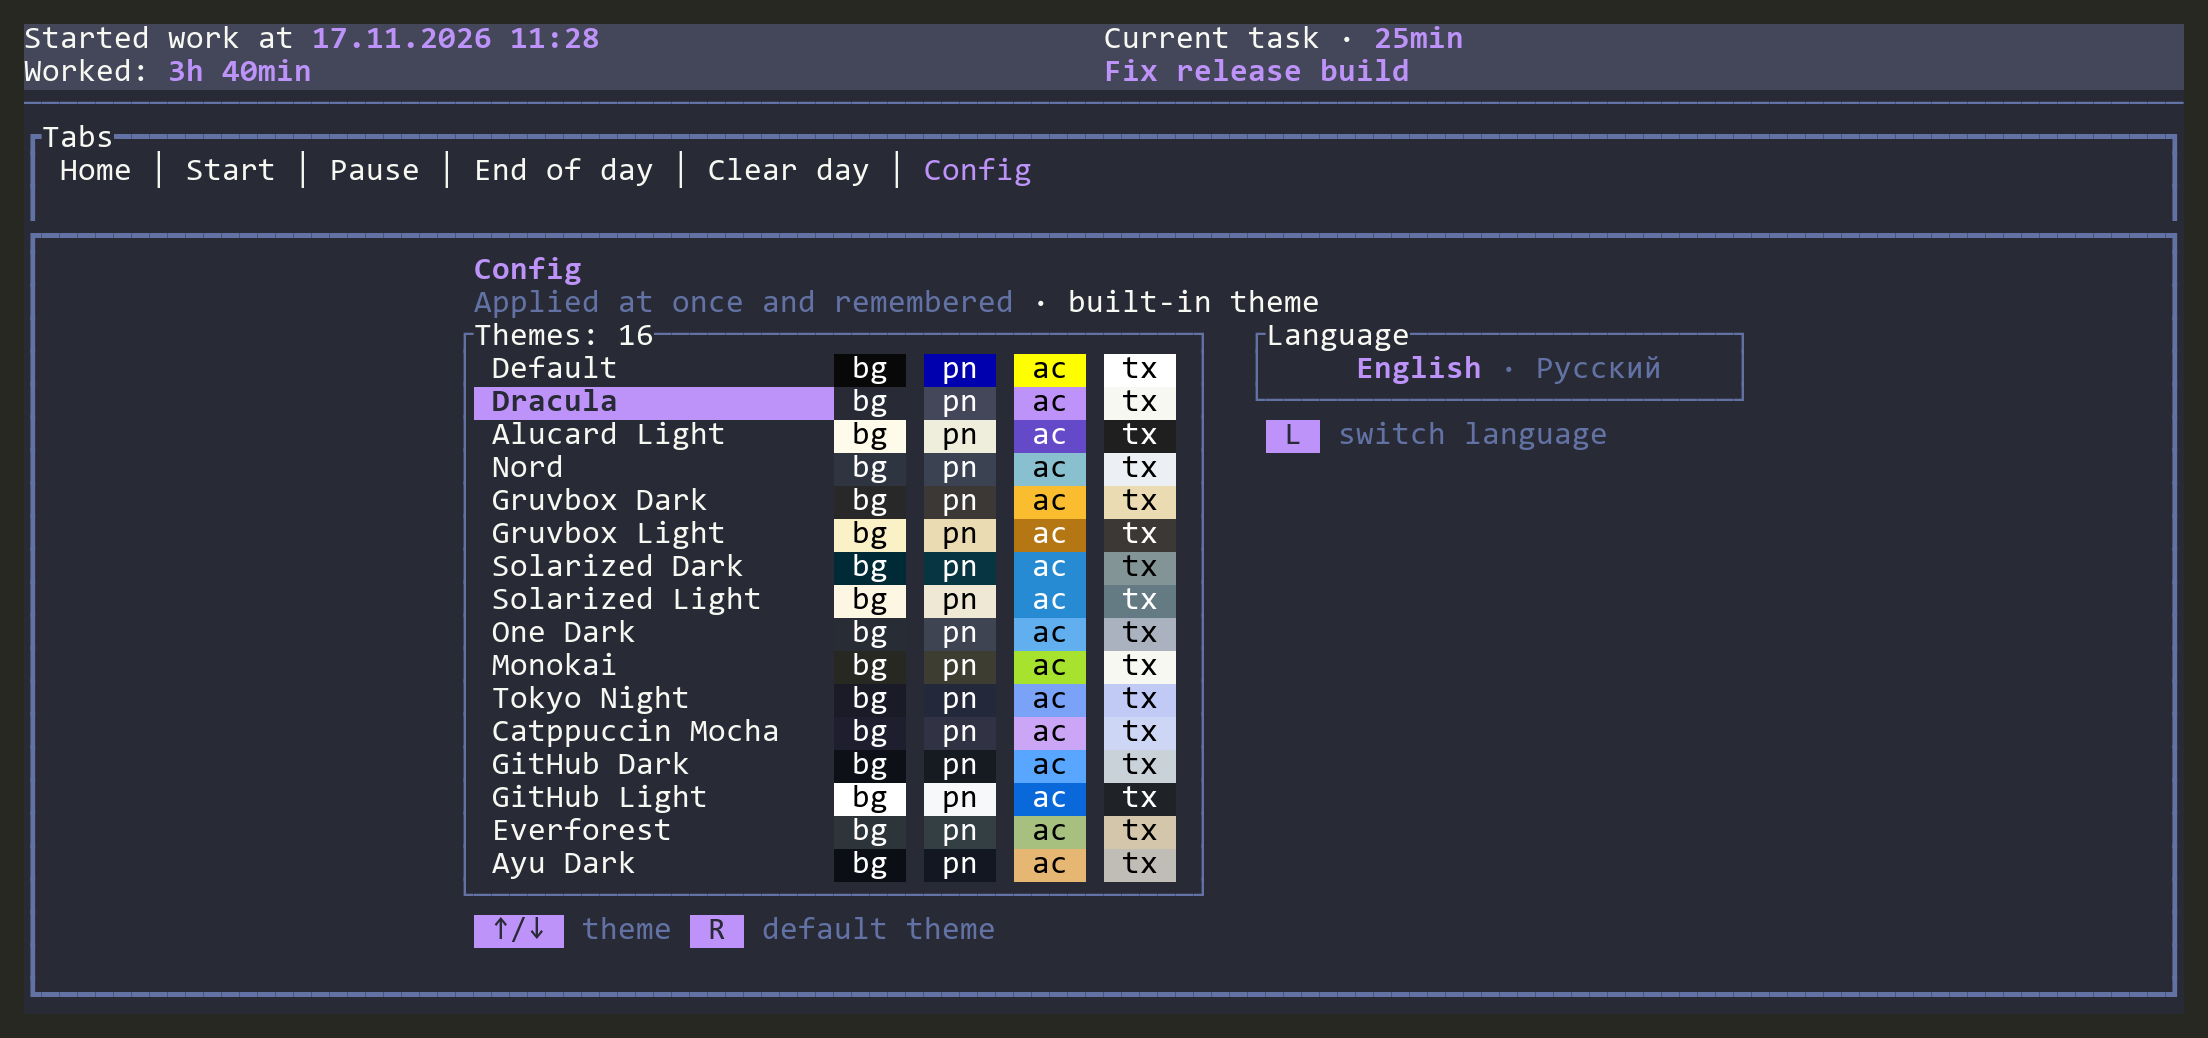 Started work at 17.11.2026 11:28
Worked: 3h 40min
Current task · 25min
Fix release build
Tabs
Home │ Start │ Pause │ End of day │ Clear day │ Config
Config
Applied at once and remembered · built-in theme
Themes: 16
Default bg pn ac tx
Dracula bg pn ac tx
Alucard Light bg pn ac tx
Nord bg pn ac tx
Gruvbox Dark bg pn ac tx
Gruvbox Light bg pn ac tx
Solarized Dark bg pn ac tx
Solarized Light bg pn ac tx
One Dark bg pn ac tx
Monokai bg pn ac tx
Tokyo Night bg pn ac tx
Catppuccin Mocha bg pn ac tx
GitHub Dark bg pn ac tx
GitHub Light bg pn ac tx
Everforest bg pn ac tx
Ayu Dark bg pn ac tx
↑/↓ theme R default theme
Language
English · Русский
L switch language